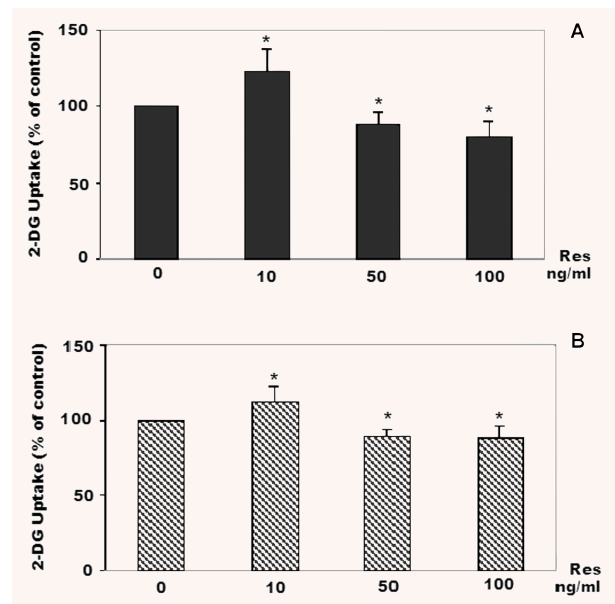 A
2-DG Uptake (% of control)
150
100
50
0
*
*
*
0 10 50 100
Res
ng/ml
B
2-DG Uptake (% of control)
150
100
50
0
*
*
*
0 10 50 100
Res
ng/ml